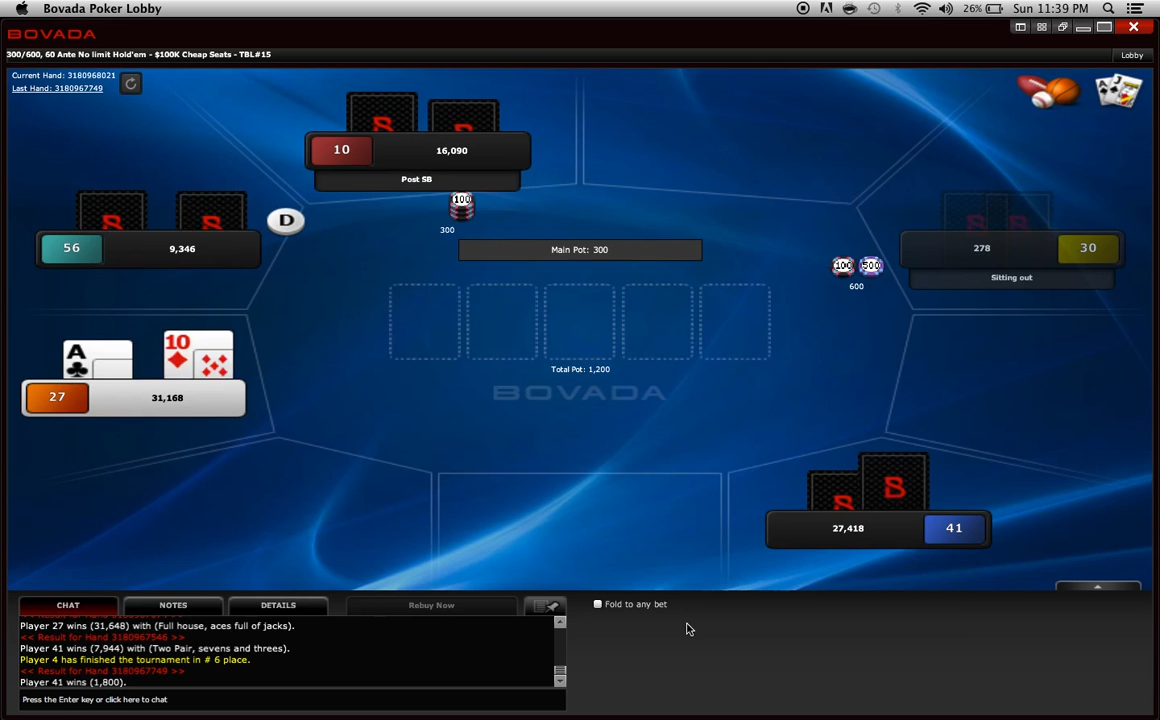 Bovada Poker Lobby
26%
Sun 11:39 PM
BOVADA
300/600, 60 Ante No limit Hold'em - $100K Cheap Seats - TBL#15
Lobby
Current Hand: 3180968021
Last Hand: 3180967749
10
16,090
Post SB
100
300
56
9,346
D
Main Pot: 300
100
500
600
278
30
Sitting out
A
10
27
31,168
Total Pot: 1,200
BOVADA
27,418
41
CHAT
NOTES
DETAILS
Rebuy Now
Fold to any bet
Player 27 wins (31,648) with (Full house, aces full of jacks).
<< Result for Hand 3180967546 >>
Player 41 wins (7,944) with (Two Pair, sevens and threes).
Player 4 has finished the tournament in # 6 place.
<< Result for Hand 3180967749 >>
Player 41 wins (1,800).
Press the Enter key or click here to chat